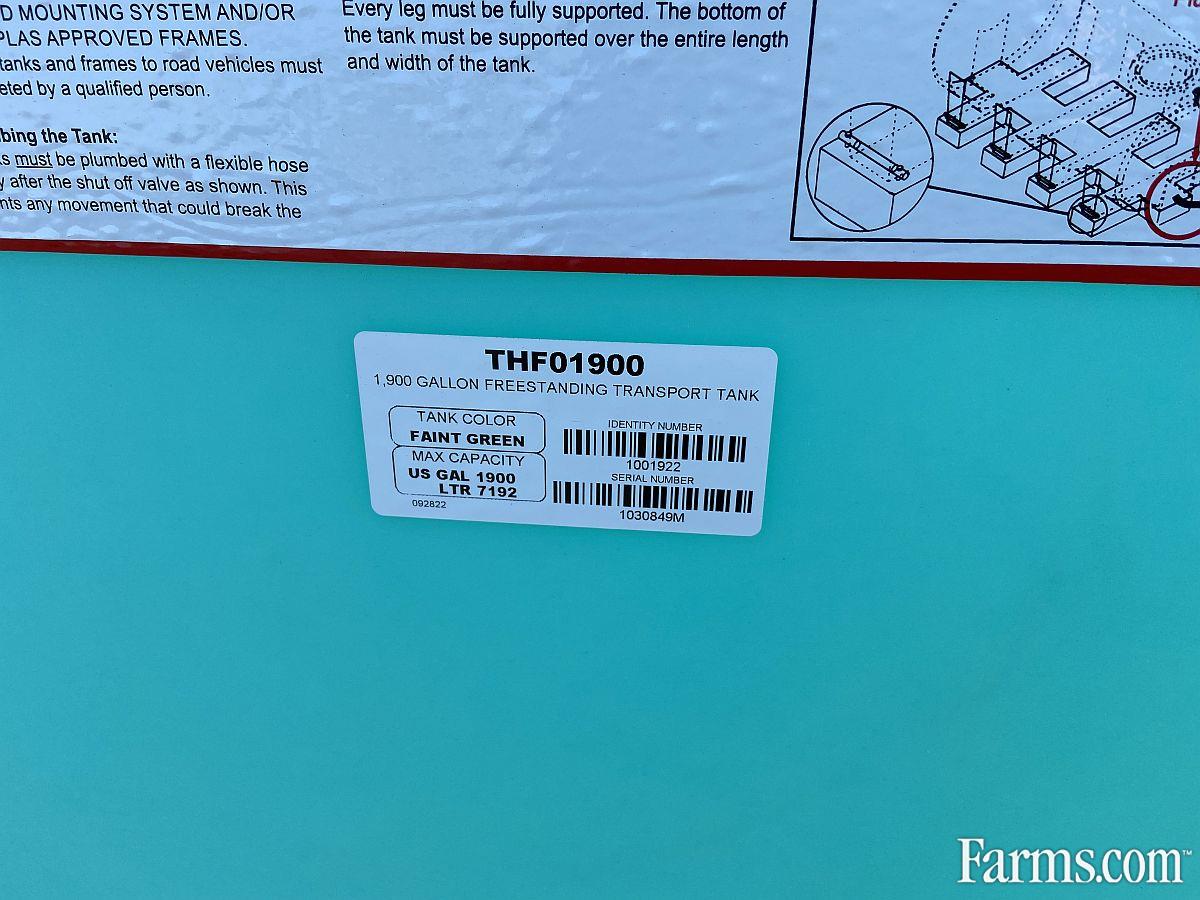 D MOUNTING SYSTEM AND/OR
PLAS APPROVED FRAMES.
tanks and frames to road vehicles must
eted by a qualified person.
bing the Tank:
ks must be plumbed with a flexible hose
y after the shut off valve as shown. This
nts any movement that could break the
Every leg must be fully supported. The bottom of
the tank must be supported over the entire length
and width of the tank.
THF01900
1,900 GALLON FREESTANDING TRANSPORT TANK
TANK COLOR
FAINT GREEN
MAX CAPACITY
US GAL 1900
LTR 7192
092822
IDENTITY NUMBER
1001922
SERIAL NUMBER
1030849M
Farms.com™